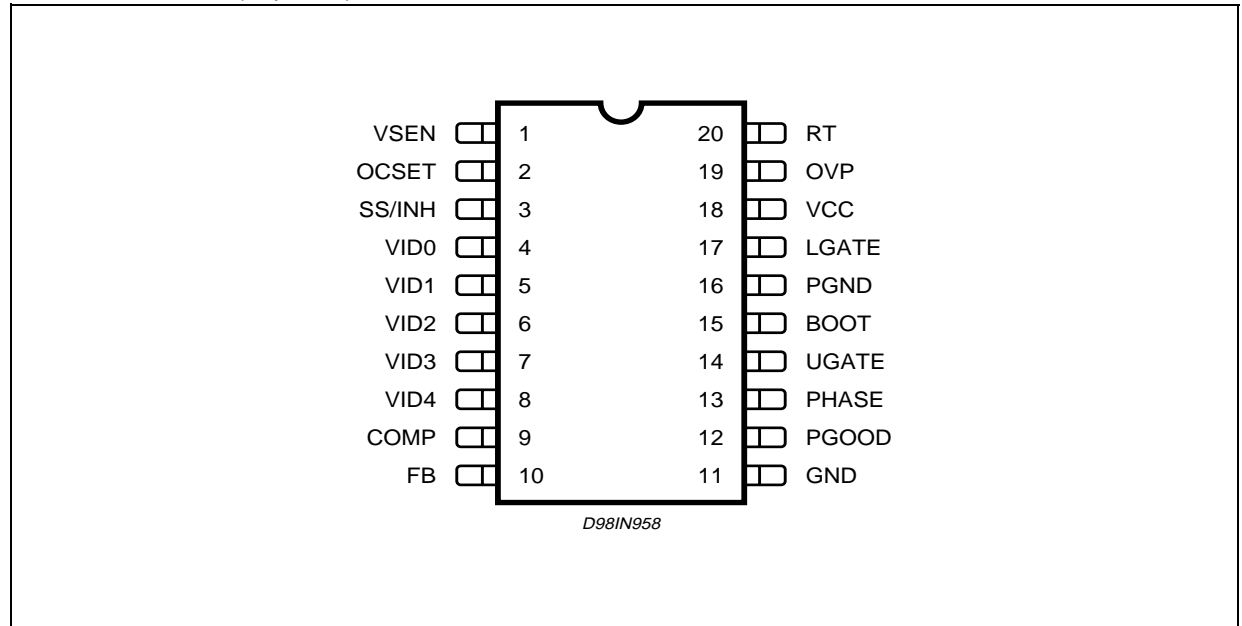 VSEN 1 20 RT
OCSET 2 19 OVP
SS/INH 3 18 VCC
VID0 4 17 LGATE
VID1 5 16 PGND
VID2 6 15 BOOT
VID3 7 14 UGATE
VID4 8 13 PHASE
COMP 9 12 PGOOD
FB 10 11 GND
D98IN958